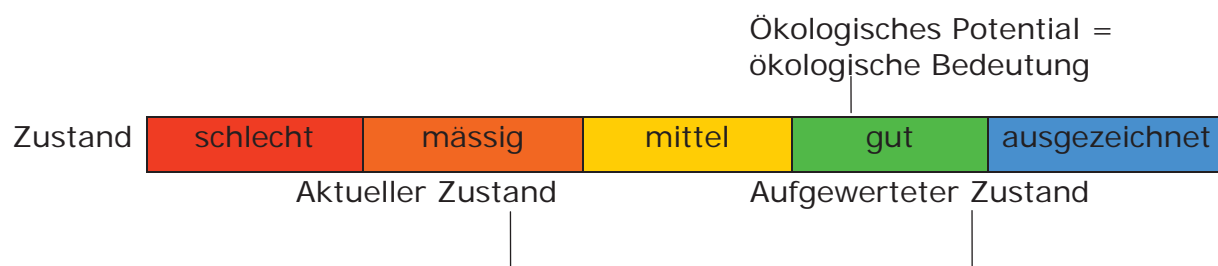 Ökologisches Potential =
ökologische Bedeutung
Zustand schlecht mässig mittel gut ausgezeichnet
Aktueller Zustand Aufgewerteter Zustand